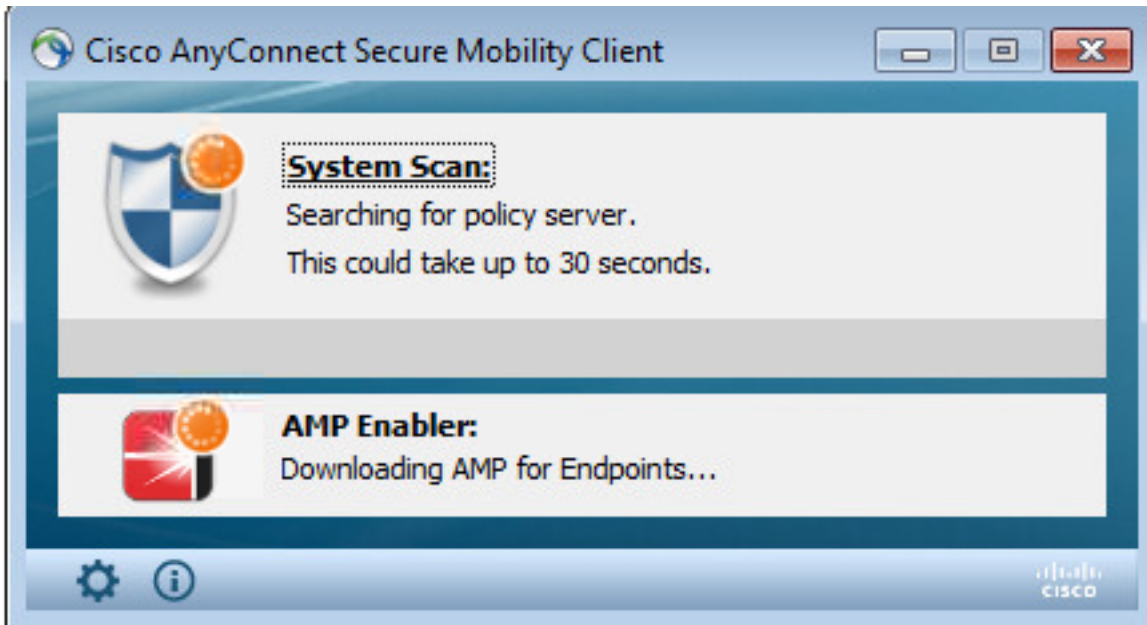 Cisco AnyConnect Secure Mobility Client
System Scan:
Searching for policy server.
This could take up to 30 seconds.
AMP Enabler:
Downloading AMP for Endpoints...
CISCO